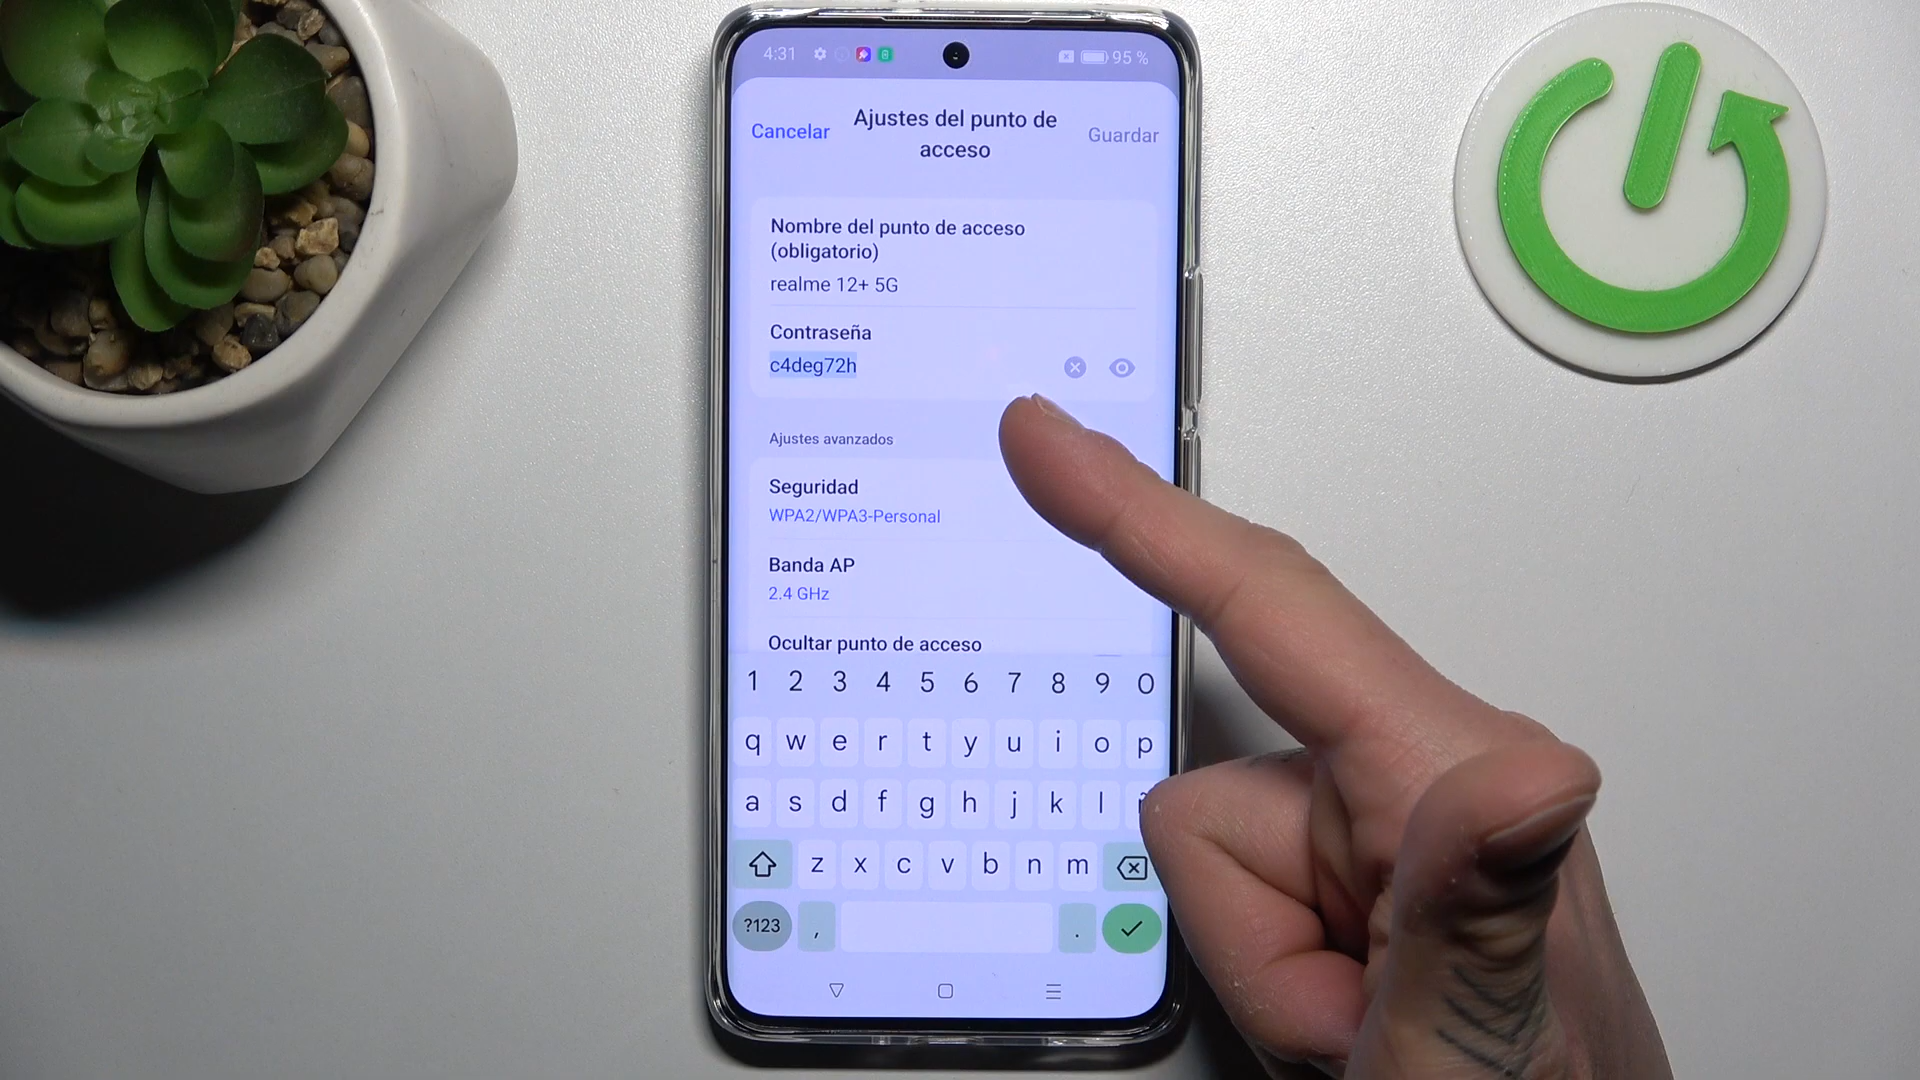 4:31
95 %
Cancelar
Ajustes del punto de
acceso
Guardar
Nombre del punto de acceso
(obligatorio)
realme 12+ 5G
Contraseña
c4deg72h
Ajustes avanzados
Seguridad
WPA2/WPA3-Personal
Banda AP
2.4 GHz
Ocultar punto de acceso
1 2 3 4 5 6 7 8 9 0
q w e r t y u i o p
a s d f g h j k l
z x c v b n m
?123 , .